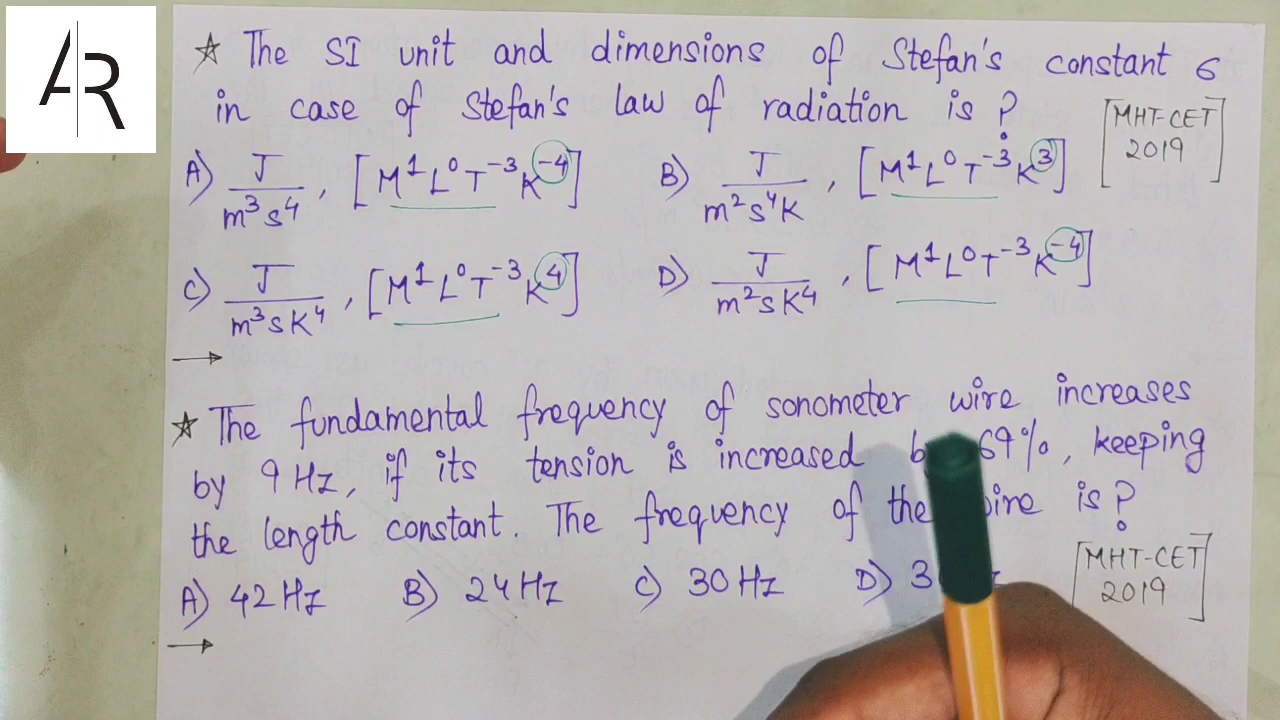 AR
☆ The SI unit and dimensions of Stefan's constant σ
in case of Stefan's law of radiation is ?
[MHT-CET
2019]
A) J/m³s⁴, [M¹L⁰T⁻³K⁻⁴]
B) J/m²s⁴K, [M¹L⁰T⁻³K³]
C) J/m³sK⁴, [M¹L⁰T⁻³K⁴]
D) J/m²sK⁴, [M¹L⁰T⁻³K⁻⁴]
→
☆ The fundamental frequency of sonometer wire increases
by 9 Hz, if its tension is increased 69%, keeping
the length constant. The frequency of the is ?
[MHT-CET
2019]
A) 42 Hz B) 24 Hz C) 30 Hz D) 3
→